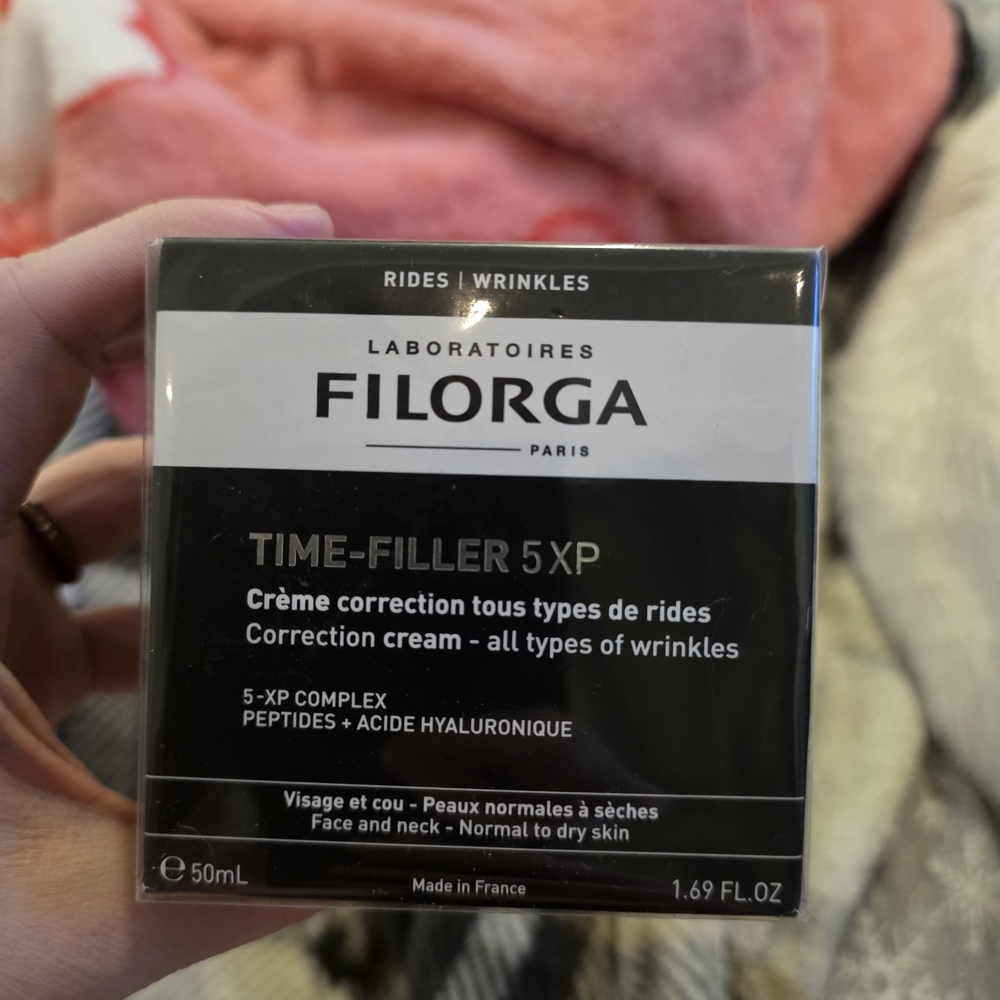 RIDES | WRINKLES
LABORATOIRES
FILORGA
PARIS
TIME-FILLER 5 XP
Crème correction tous types de rides
Correction cream - all types of wrinkles
5-XP COMPLEX
PEPTIDES + ACIDE HYALURONIQUE
Visage et cou - Peaux normales à sèches
Face and neck - Normal to dry skin
℮ 50mL
Made in France
1.69 FL.OZ